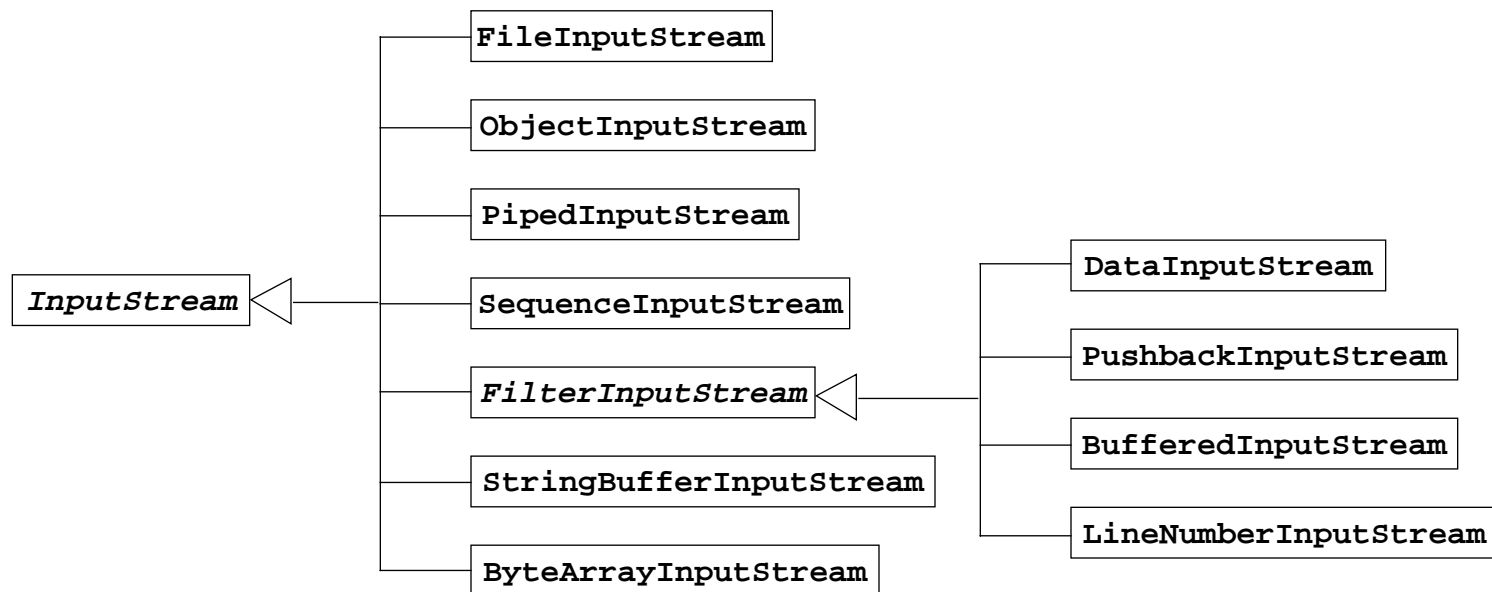 InputStream
FileInputStream
ObjectInputStream
PipedInputStream
SequenceInputStream
FilterInputStream
StringBufferInputStream
ByteArrayInputStream
DataInputStream
PushbackInputStream
BufferedInputStream
LineNumberInputStream